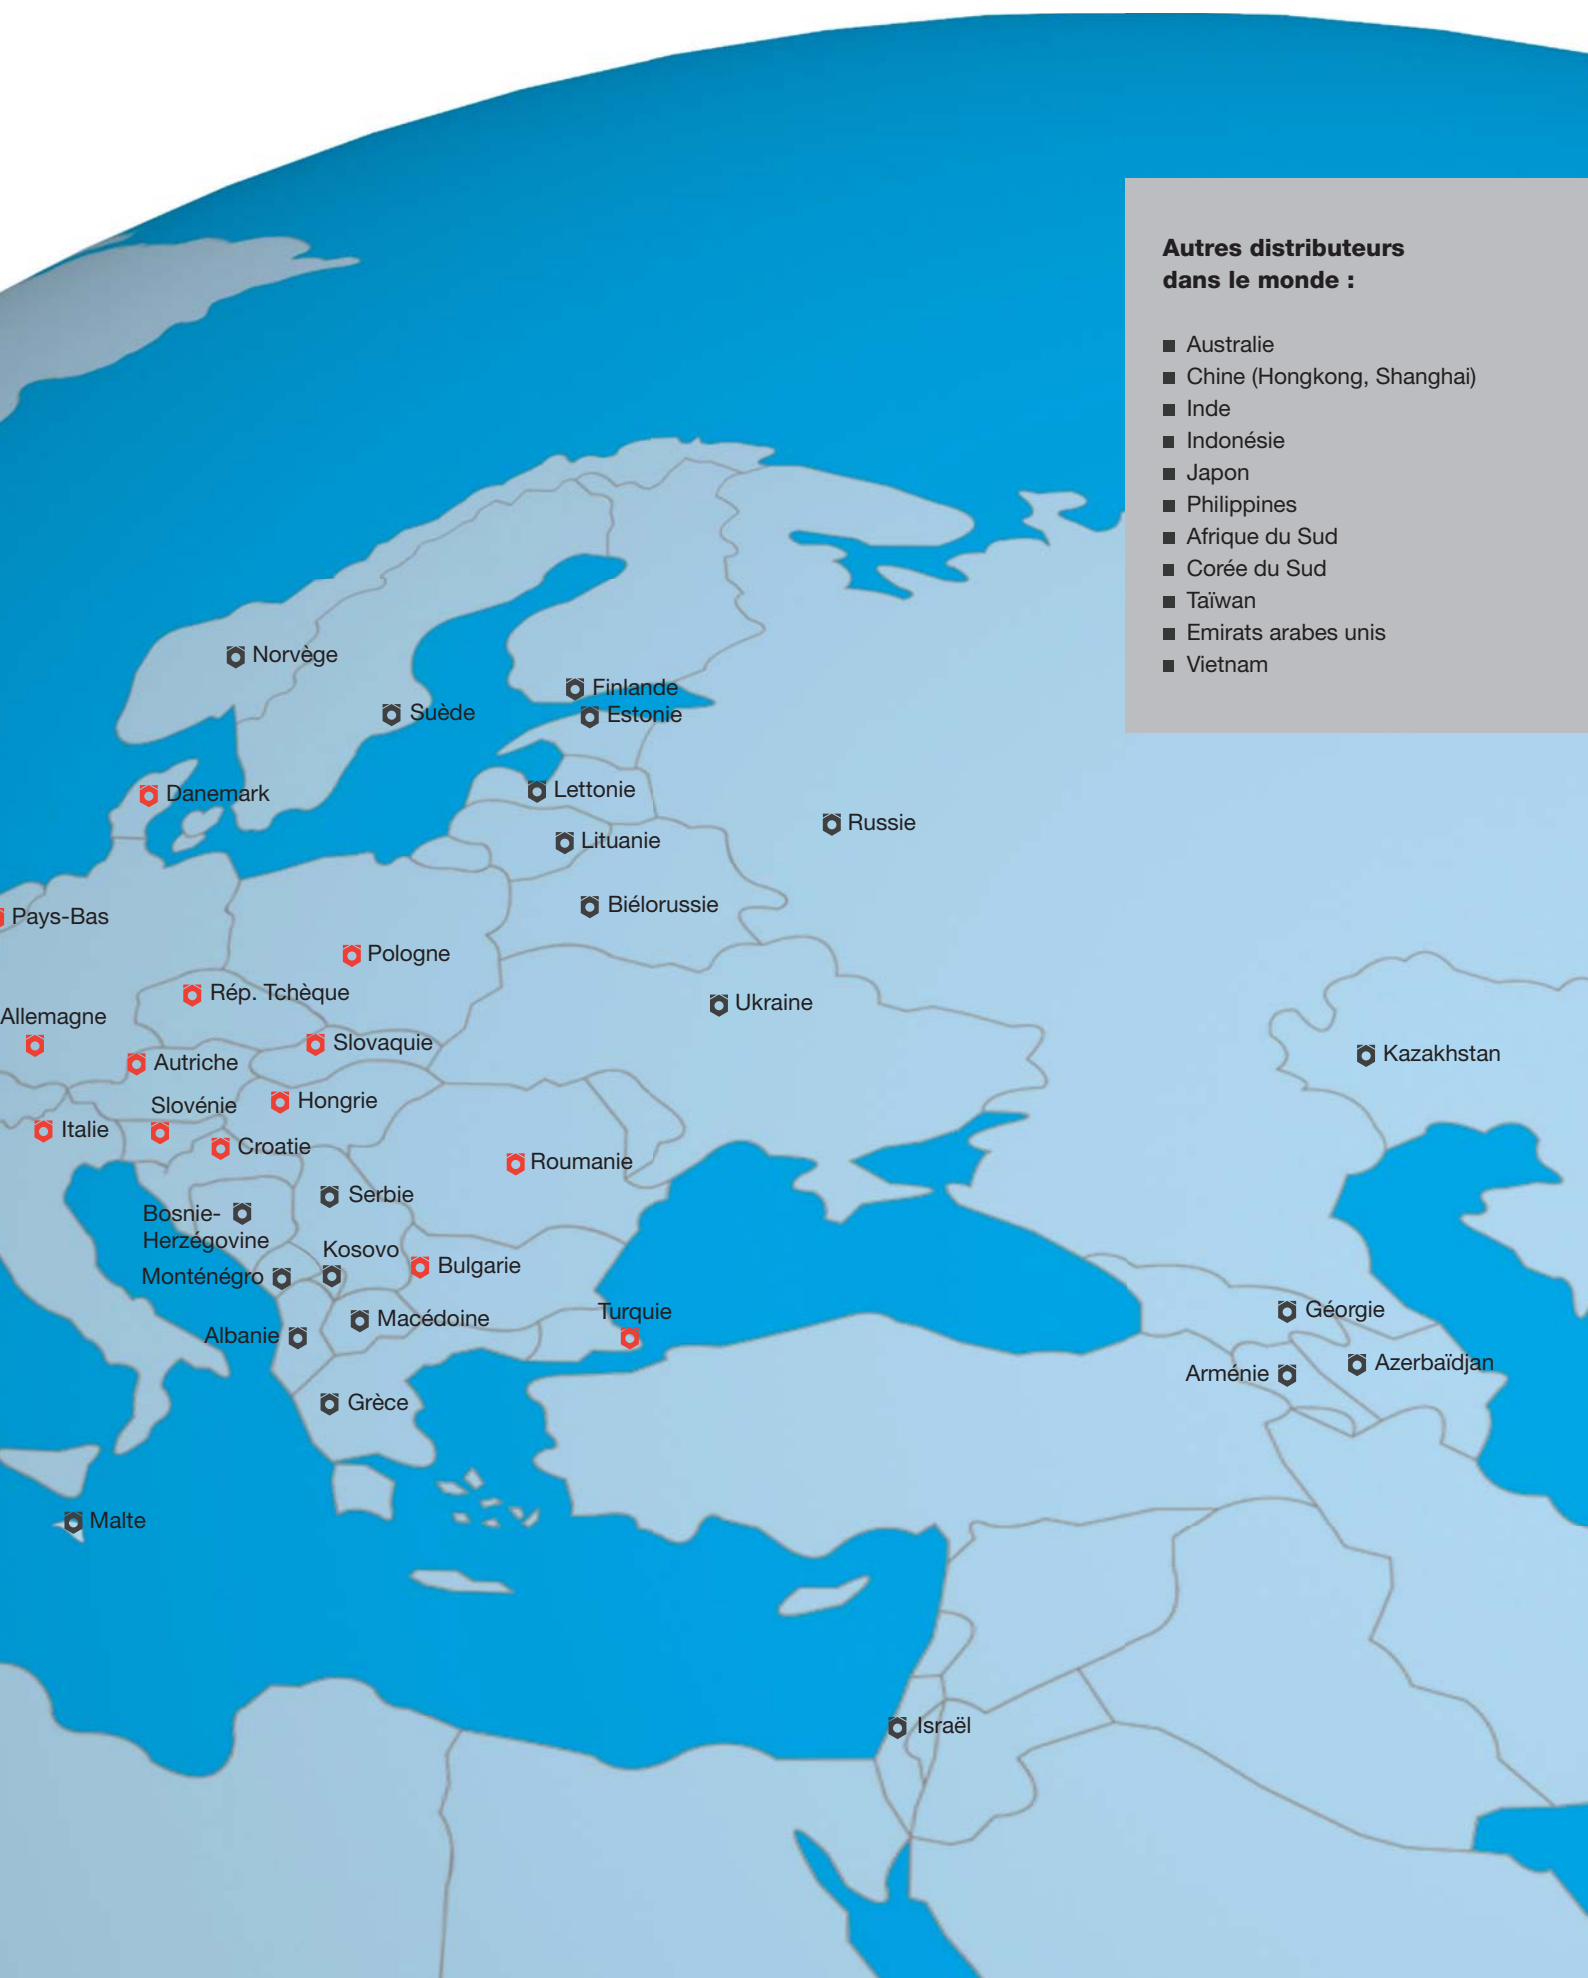 Autres distributeurs
dans le monde :
Australie
Chine (Hongkong, Shanghai)
Inde
Indonésie
Japon
Philippines
Afrique du Sud
Corée du Sud
Taïwan
Emirats arabes unis
Vietnam
Norvège
Finlande
Suède
Estonie
Danemark
Lettonie
Russie
Lituanie
Biélorussie
Pays-Bas
Pologne
Rép. Tchèque
Ukraine
Allemagne
Slovaquie
Kazakhstan
Autriche
Hongrie
Slovénie
Italie
Croatie
Roumanie
Serbie
Bosnie-
Herzégovine
Kosovo
Bulgarie
Monténégro
Géorgie
Turquie
Macédoine
Albanie
Azerbaïdjan
Arménie
Grèce
Malte
Israël